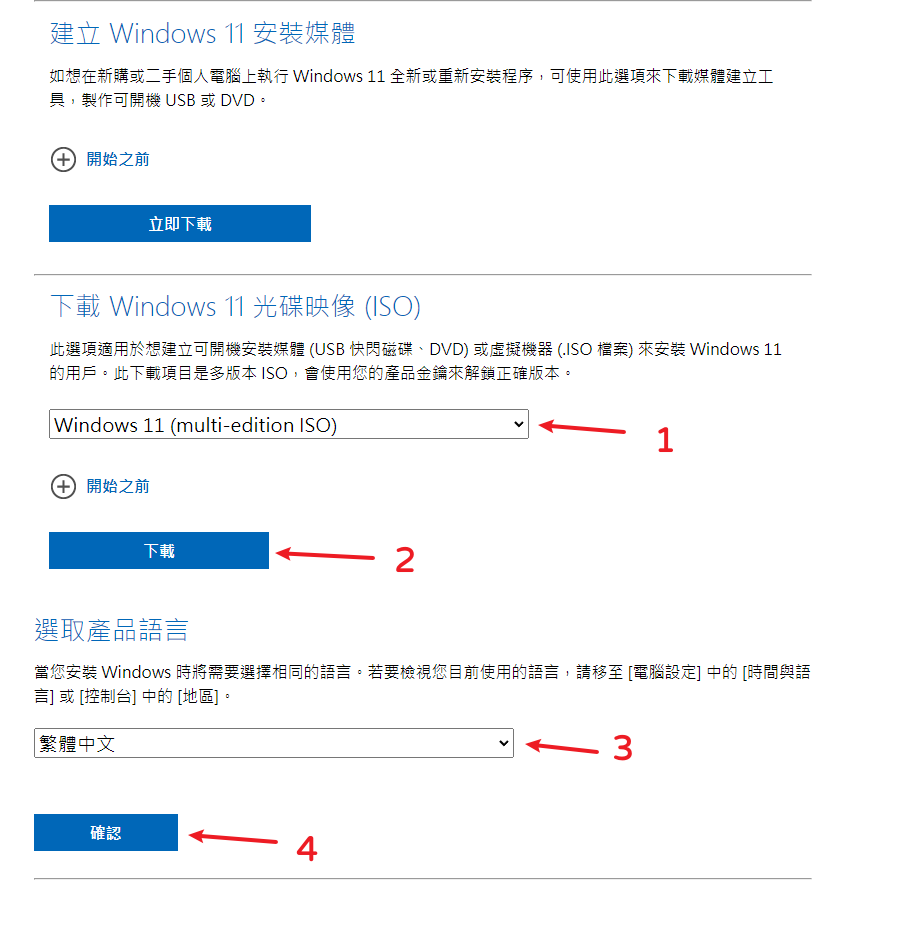 建立 Windows 11 安裝媒體
如想在新購或二手個人電腦上執行 Windows 11 全新或重新安裝程序，可使用此選項來下載媒體建立工
具，製作可開機 USB 或 DVD。
開始之前
立即下載
下載 Windows 11 光碟映像 (ISO)
此選項適用於想建立可開機安裝媒體 (USB 快閃磁碟、DVD) 或虛擬機器 (.ISO 檔案) 來安裝 Windows 11
的用戶。此下載項目是多版本 ISO，會使用您的產品金鑰來解鎖正確版本。
Windows 11 (multi-edition ISO)
1
開始之前
下載
2
選取產品語言
當您安裝 Windows 時將需要選擇相同的語言。若要檢視您目前使用的語言，請移至 [電腦設定] 中的 [時間與語
言] 或 [控制台] 中的 [地區]。
繁體中文
3
確認
4